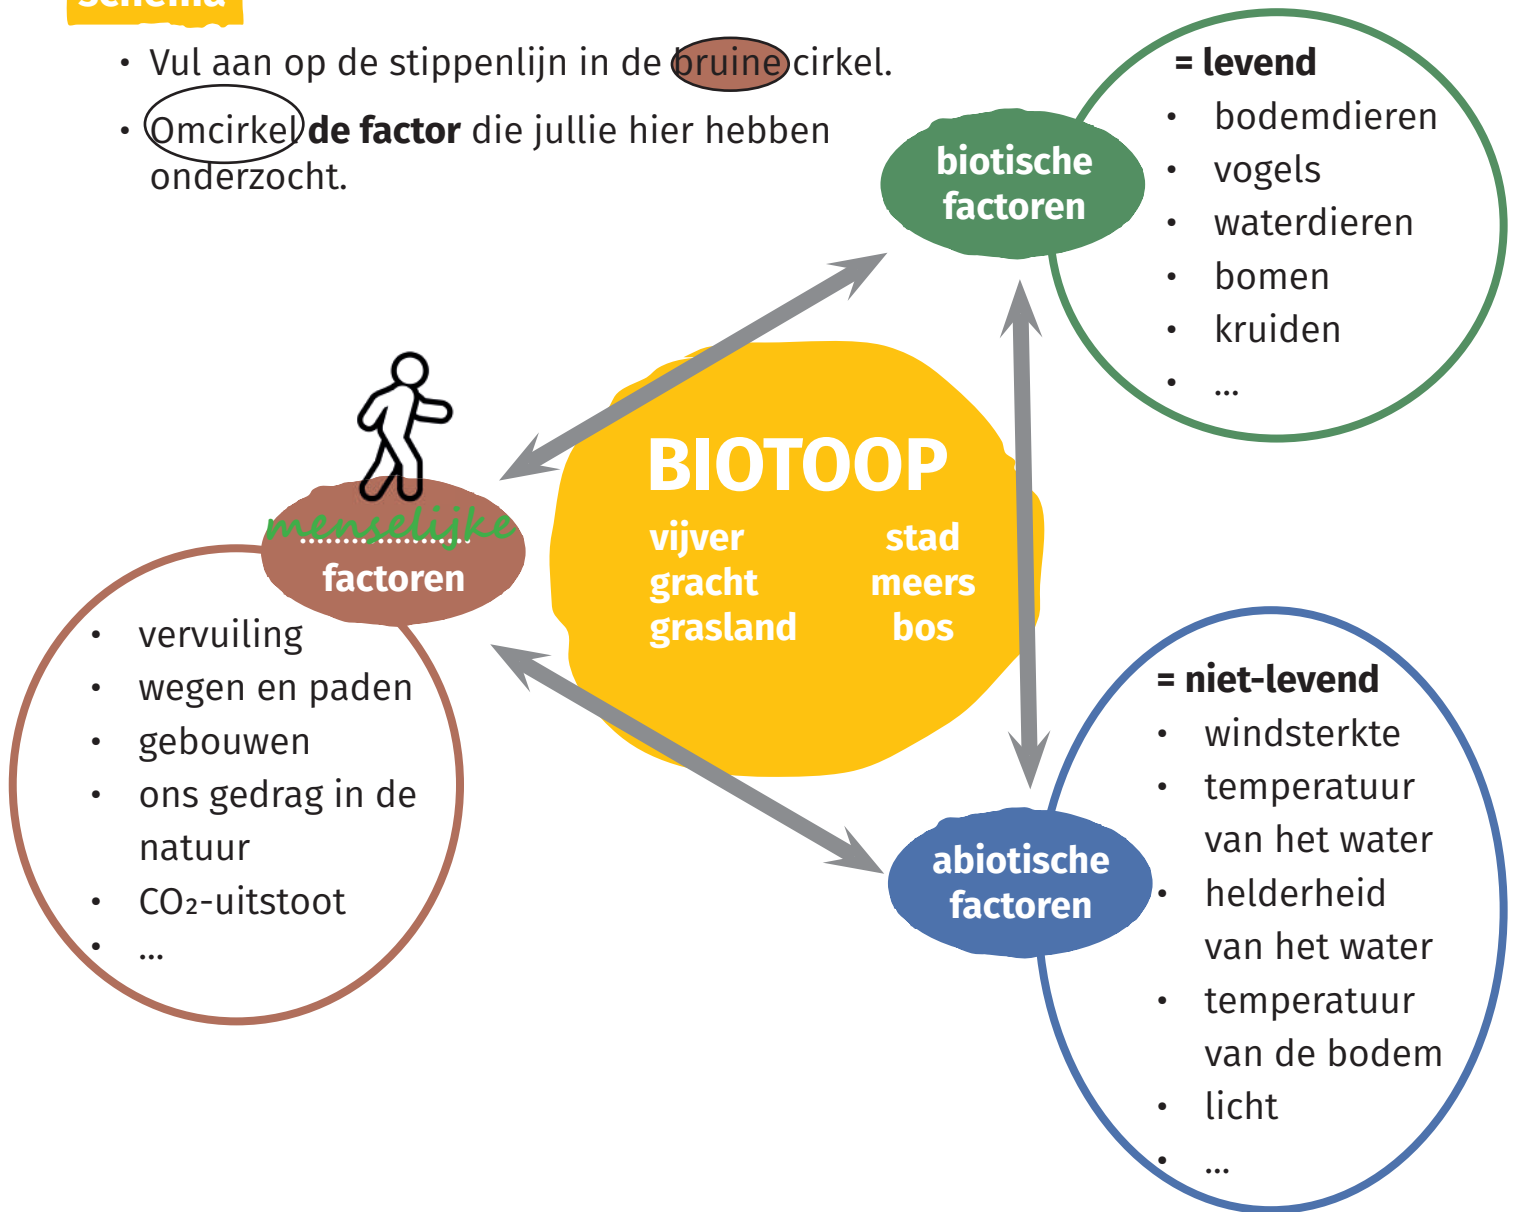 schema
• Vul aan op de stippenlijn in de bruine cirkel.
• Omcirkel de factor die jullie hier hebben
onderzocht.
biotische
factoren
= levend
• bodemdieren
• vogels
• waterdieren
• bomen
• kruiden
• ...
BIOTOOP
vijver stad
gracht meers
grasland bos
menselijke
factoren
• vervuiling
• wegen en paden
• gebouwen
• ons gedrag in de
natuur
• CO₂-uitstoot
• ...
abiotische
factoren
= niet-levend
• windsterkte
• temperatuur
van het water
• helderheid
van het water
• temperatuur
van de bodem
• licht
• ...